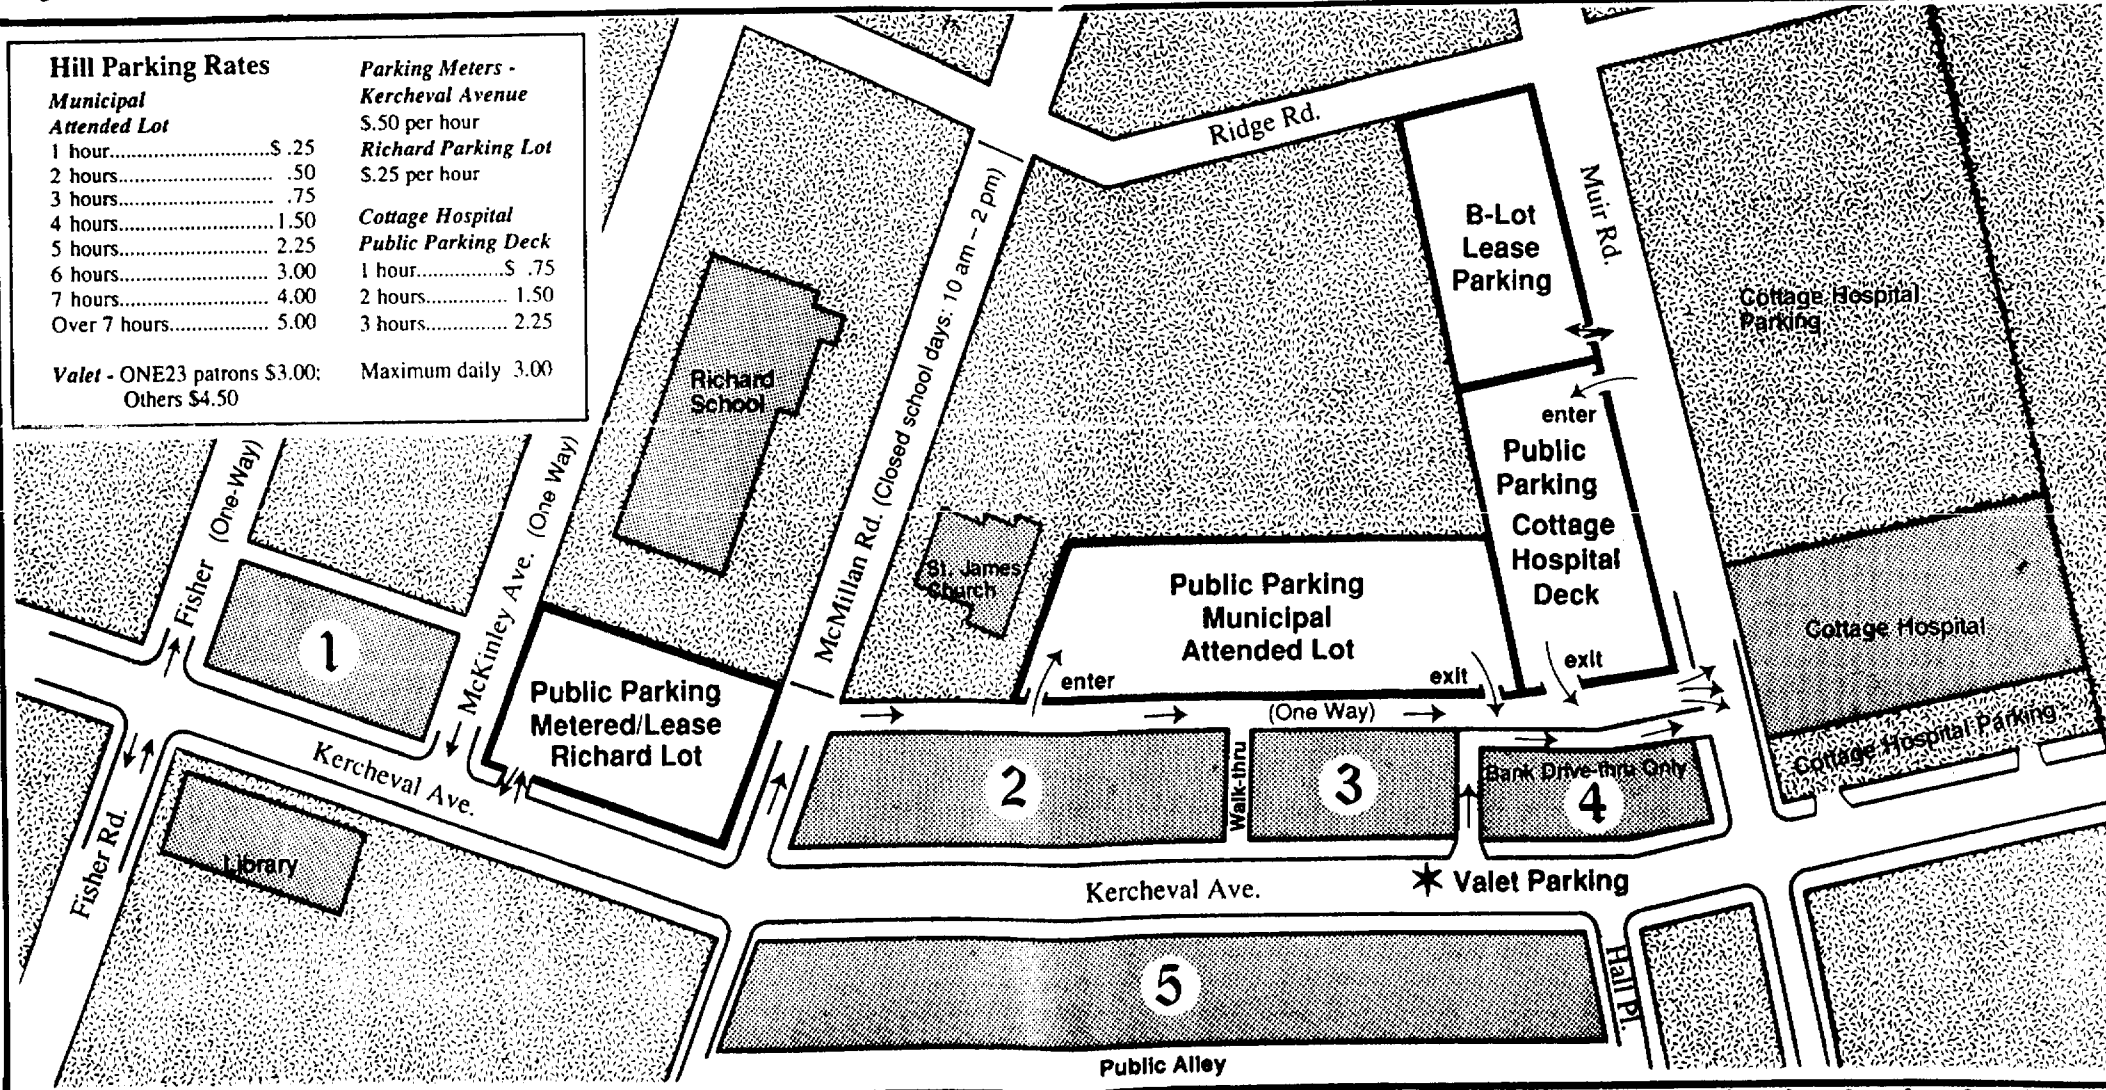 Hill Parking Rates
Municipal
Attended Lot
1 hour.............................$ .25
2 hours............................ .50
3 hours............................ .75
4 hours............................1.50
5 hours........................... 2.25
6 hours........................... 3.00
7 hours........................... 4.00
Over 7 hours.................. 5.00
Valet - ONE23 patrons $3.00;
Others $4.50
Parking Meters -
Kercheval Avenue
$.50 per hour
Richard Parking Lot
$.25 per hour
Cottage Hospital
Public Parking Deck
1 hour................$ .75
2 hours............... 1.50
3 hours............... 2.25
Maximum daily 3.00
Ridge Rd.
Muir Rd.
B-Lot
Lease
Parking
Cottage Hospital
Parking
Richard
School
McMillan Rd. (Closed school days: 10 am – 2 pm)
enter
Public
Parking
Cottage
Hospital
Deck
exit
Fisher (One Way)
McKinley Ave. (One Way)
1
St. James
Church
Public Parking
Municipal
Attended Lot
enter
exit
(One Way)
Cottage Hospital
Cottage Hospital Parking
Public Parking
Metered/Lease
Richard Lot
Kercheval Ave.
Fisher Rd.
Library
2
Walk-thru
3
Bank Drive-thru Only
4
Kercheval Ave.
Valet Parking
5
Hall Pl.
Public Alley